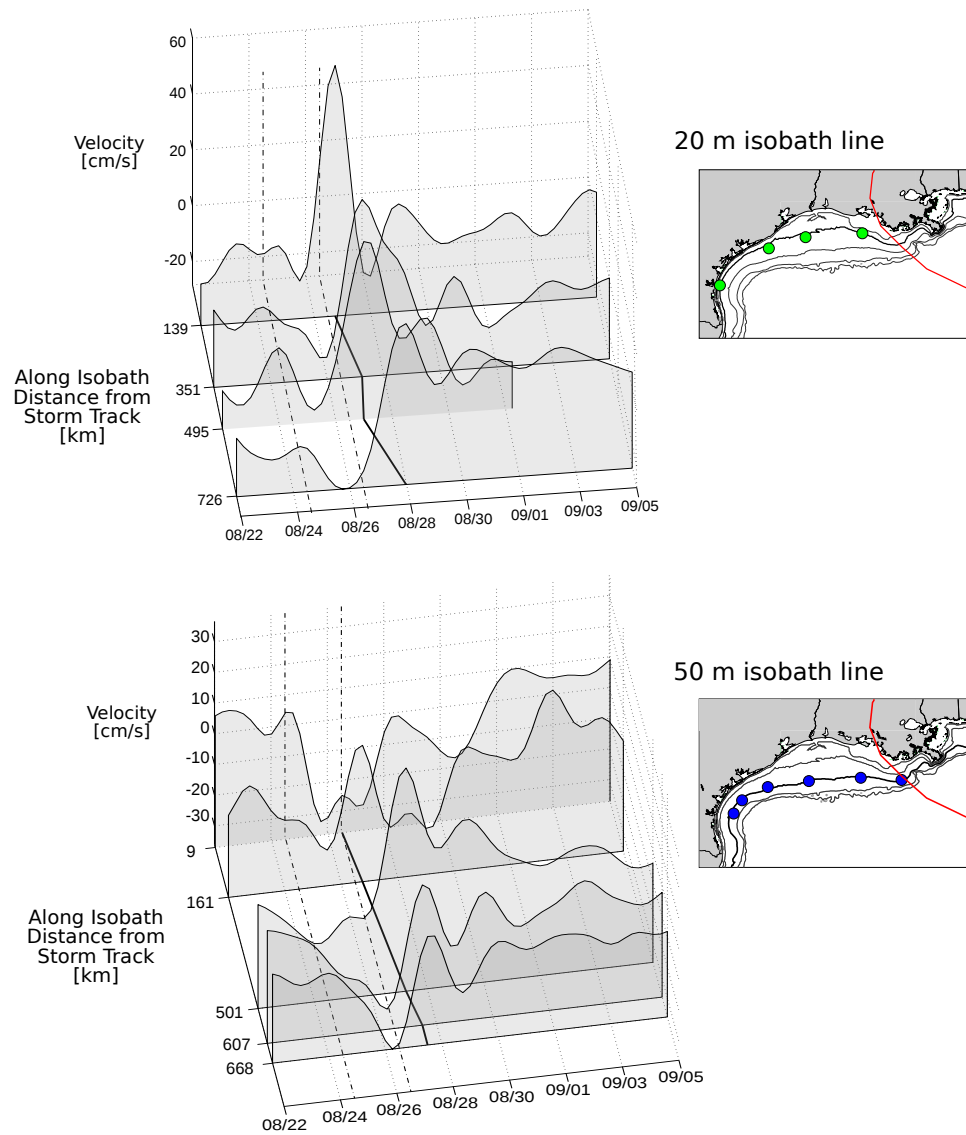 60
40
20
0
-20
Velocity
[cm/s]
20 m isobath line
139
351
495
726
Along Isobath
Distance from
Storm Track
[km]
08/22
08/24
08/26
08/28
08/30
09/01
09/03
09/05
30
20
10
0
-10
-20
-30
Velocity
[cm/s]
50 m isobath line
9
161
501
607
668
Along Isobath
Distance from
Storm Track
[km]
08/22
08/24
08/26
08/28
08/30
09/01
09/03
09/05